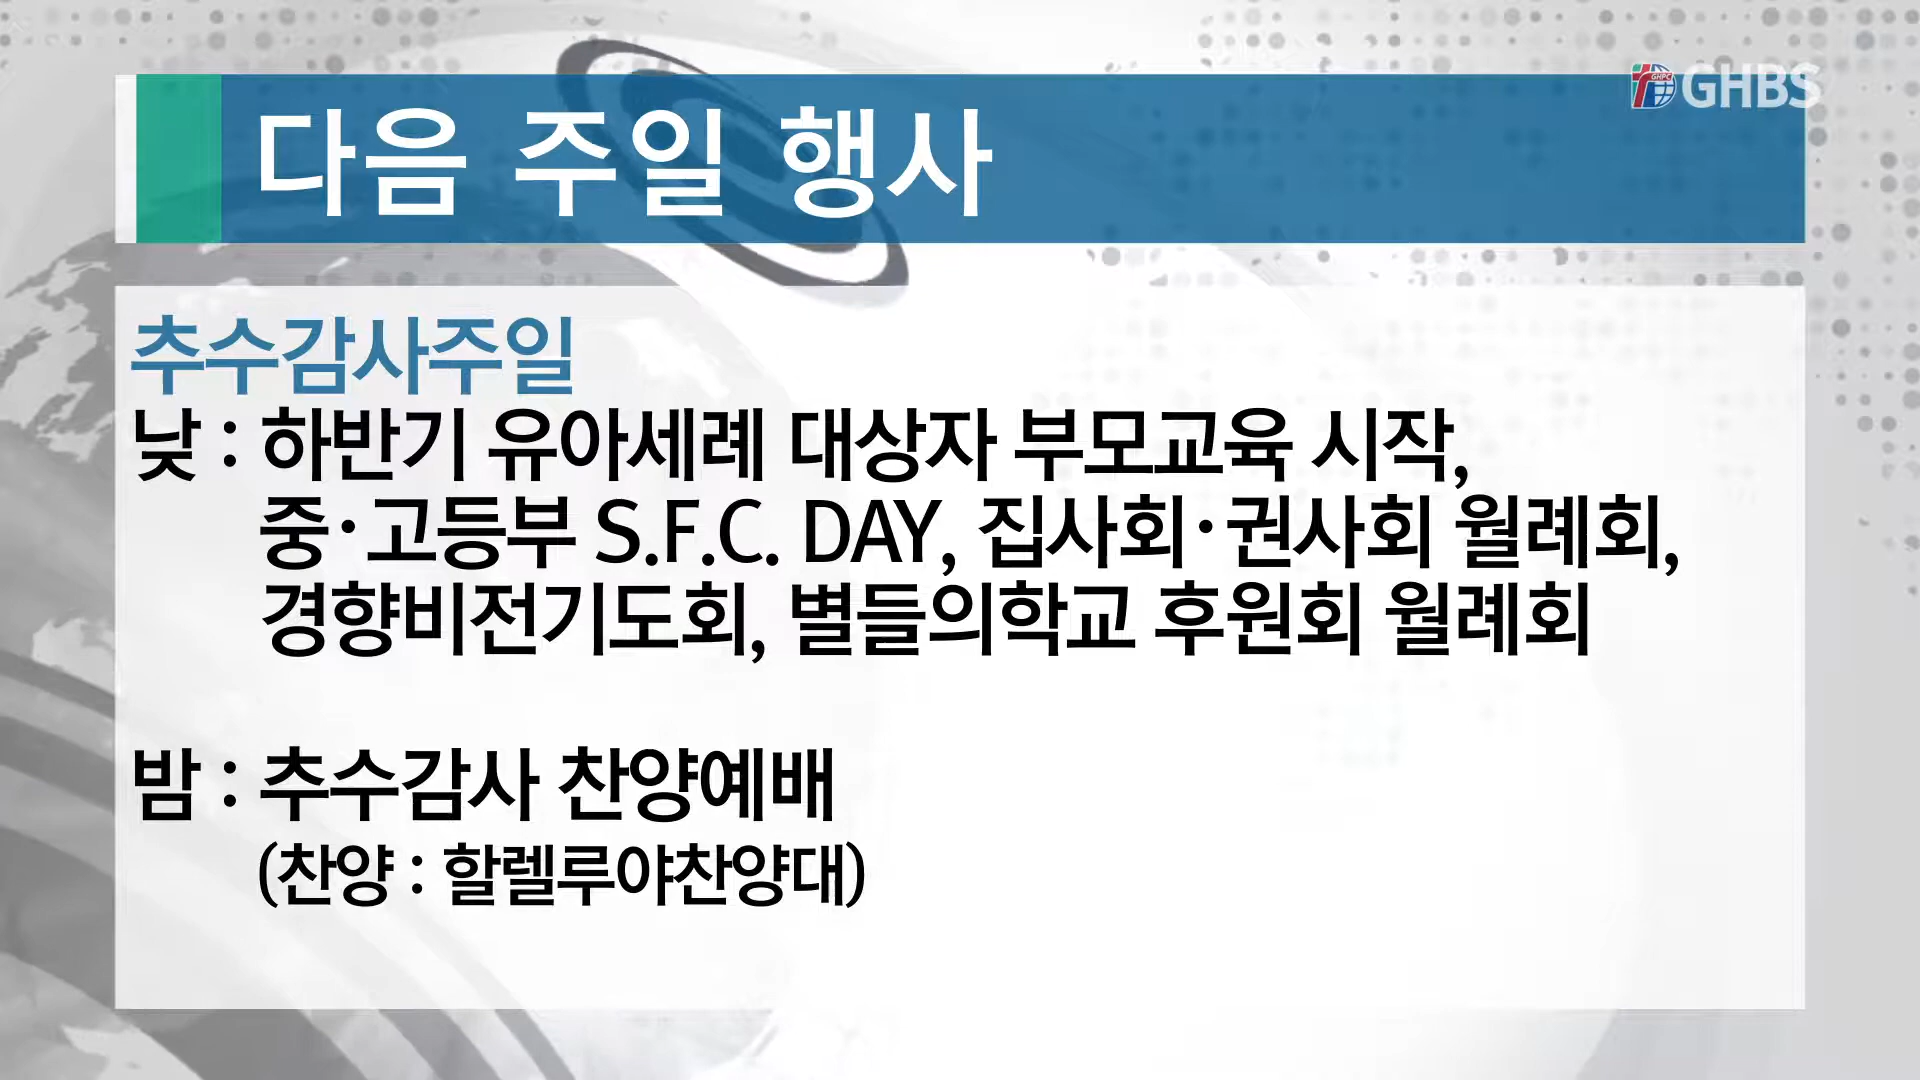 GHPC GHBS
다음 주일 행사
추수감사주일
낮 : 하반기 유아세례 대상자 부모교육 시작,
중·고등부 S.F.C. DAY, 집사회·권사회 월례회,
경향비전기도회, 별들의학교 후원회 월례회
밤 : 추수감사 찬양예배
(찬양 : 할렐루야찬양대)